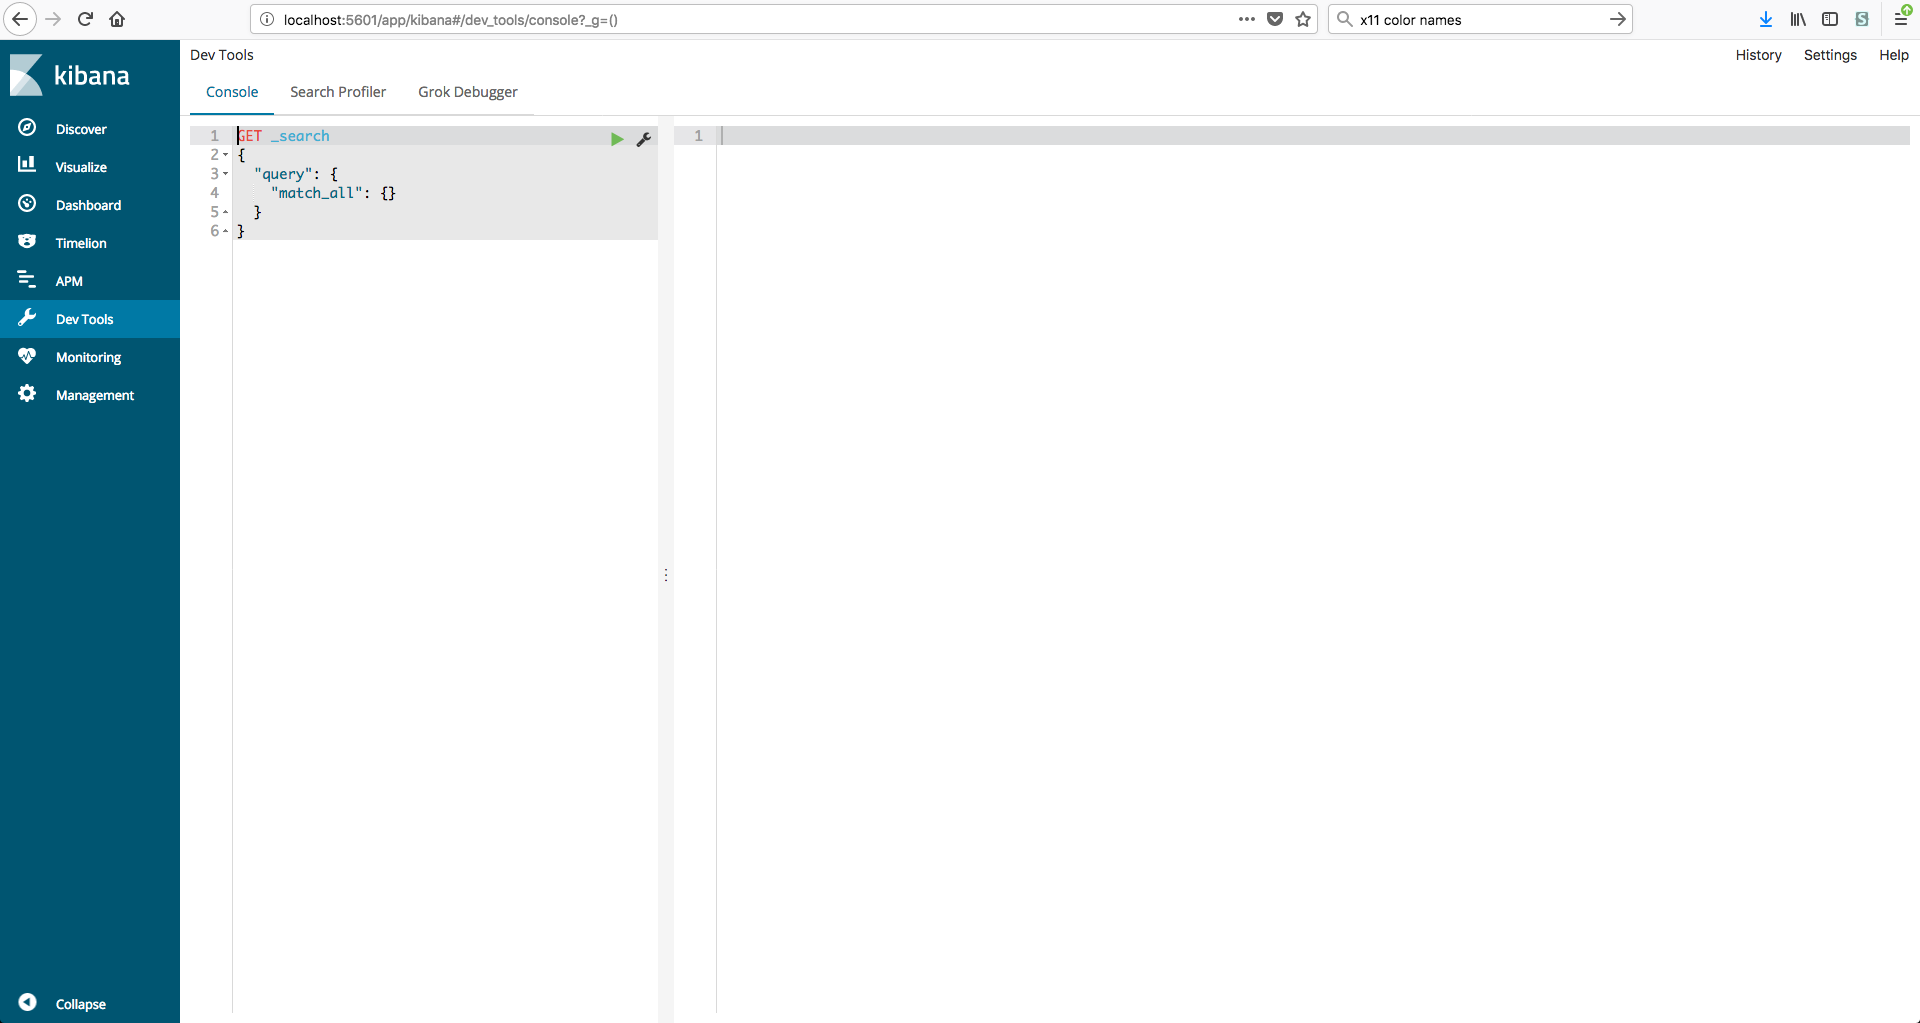 localhost:5601/app/kibana#/dev_tools/console?_g=()
x11 color names
kibana
Discover
Visualize
Dashboard
Timelion
APM
Dev Tools
Monitoring
Management
Collapse
Dev Tools
History Settings Help
Console Search Profiler Grok Debugger
1 GET _search
2 {
3 "query": {
4 "match_all": {}
5 }
6 }
1